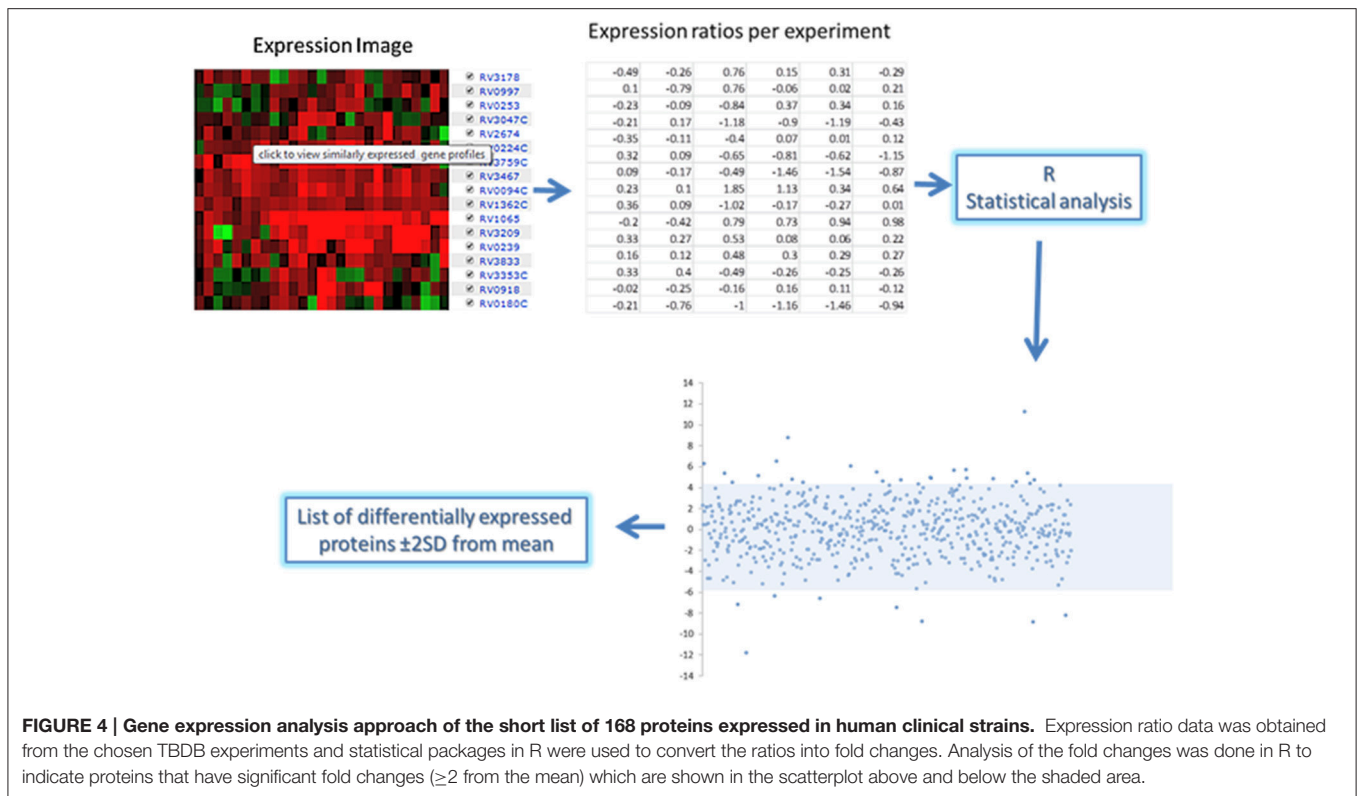 Expression Image
Expression ratios per experiment
RV3178
RV0997
RV0253
RV3047C
RV2674
0224C
click to view similarly expressed gene profiles
3759C
RV3467
RV0094C
RV1362C
RV1065
RV3209
RV0239
RV3833
RV3353C
RV0918
RV0180C
-0.49 -0.26 0.76 0.15 0.31 -0.29
0.1 -0.79 0.76 -0.06 0.02 0.21
-0.23 -0.09 -0.84 0.37 0.34 0.16
-0.21 0.17 -1.18 -0.9 -1.19 -0.43
-0.35 -0.11 -0.4 0.07 0.01 0.12
0.32 0.09 -0.65 -0.81 -0.62 -1.15
0.09 -0.17 -0.49 -1.46 -1.54 -0.87
0.23 0.1 1.85 1.13 0.34 0.64
0.36 0.09 -1.02 -0.17 -0.27 0.01
-0.2 -0.42 0.79 0.73 0.94 0.98
0.33 0.27 0.53 0.08 0.06 0.22
0.16 0.12 0.48 0.3 0.29 0.27
0.33 0.4 -0.49 -0.26 -0.25 -0.26
-0.02 -0.25 -0.16 0.16 0.11 -0.12
-0.21 -0.76 -1 -1.16 -1.46 -0.94
R
Statistical analysis
14
12
10
8
6
4
2
0
-2
-4
-6
-8
-10
-12
-14
List of differentially expressed
proteins ±2SD from mean
FIGURE 4 | Gene expression analysis approach of the short list of 168 proteins expressed in human clinical strains. Expression ratio data was obtained
from the chosen TBDB experiments and statistical packages in R were used to convert the ratios into fold changes. Analysis of the fold changes was done in R to
indicate proteins that have significant fold changes (≥2 from the mean) which are shown in the scatterplot above and below the shaded area.